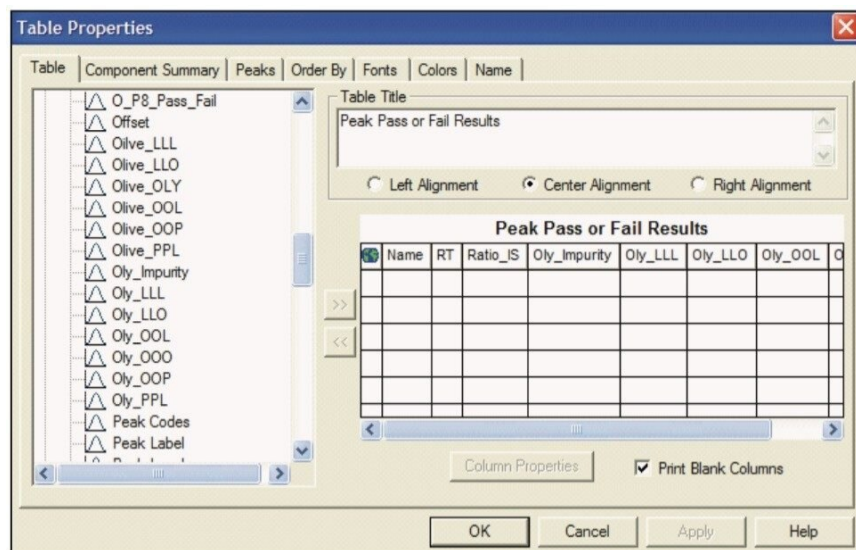 Table Properties
Table Component Summary Peaks Order By Fonts Colors Name
O_P8_Pass_Fail
Offset
Oilve_LLL
Olive_LLO
Olive_OLY
Olive_OOL
Olive_OOP
Olive_PPL
Oly_Impurity
Oly_LLL
Oly_LLO
Oly_OOL
Oly_OOO
Oly_OOP
Oly_PPL
Peak Codes
Peak Label
Table Title
Peak Pass or Fail Results
Left Alignment Center Alignment Right Alignment
Peak Pass or Fail Results
Name RT Ratio_IS Oly_Impurity Oly_LLL Oly_LLO Oly_OOL O
>>
<<
Column Properties Print Blank Columns
OK Cancel Apply Help